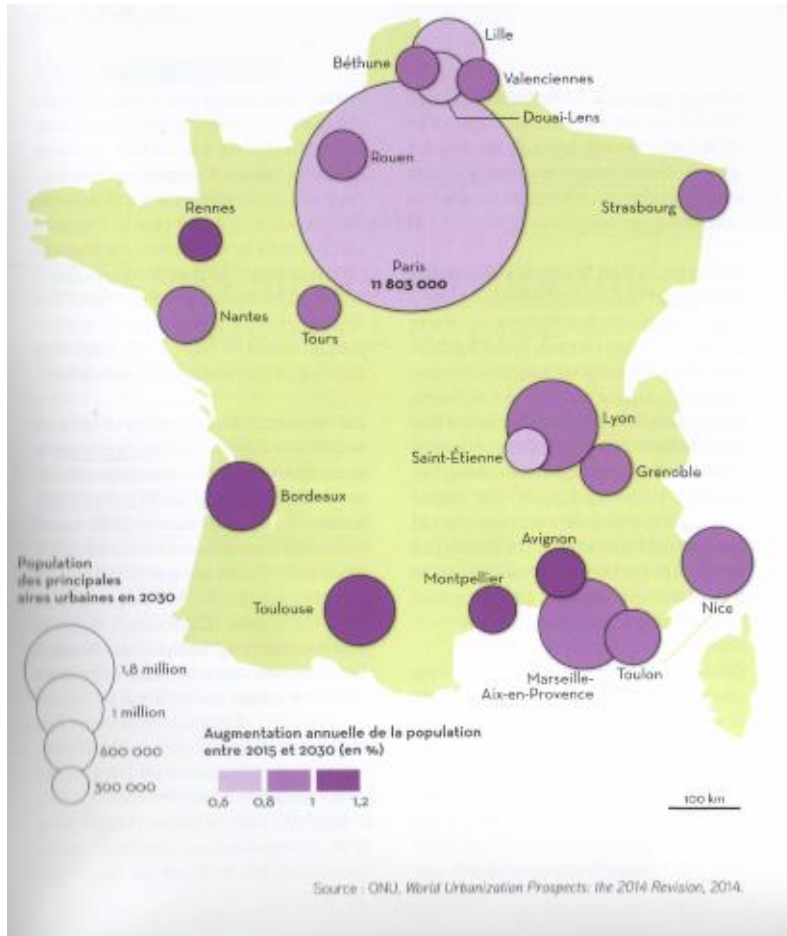 Lille
Béthune
Valenciennes
Douai-Lens
Rouen
Strasbourg
Rennes
Paris
11 803 000
Nantes
Tours
Lyon
Saint-Étienne
Grenoble
Bordeaux
Avignon
Montpellier
Toulouse
Nice
Toulon
Marseille-
Aix-en-Provence
Population
des principales
aires urbaines en 2030
1,8 million
1 million
600 000
300 000
Augmentation annuelle de la population
entre 2015 et 2030 (en %)
0,6 0,8 1 1,2
100 km
Source : ONU, World Urbanization Prospects: the 2014 Revision, 2014.